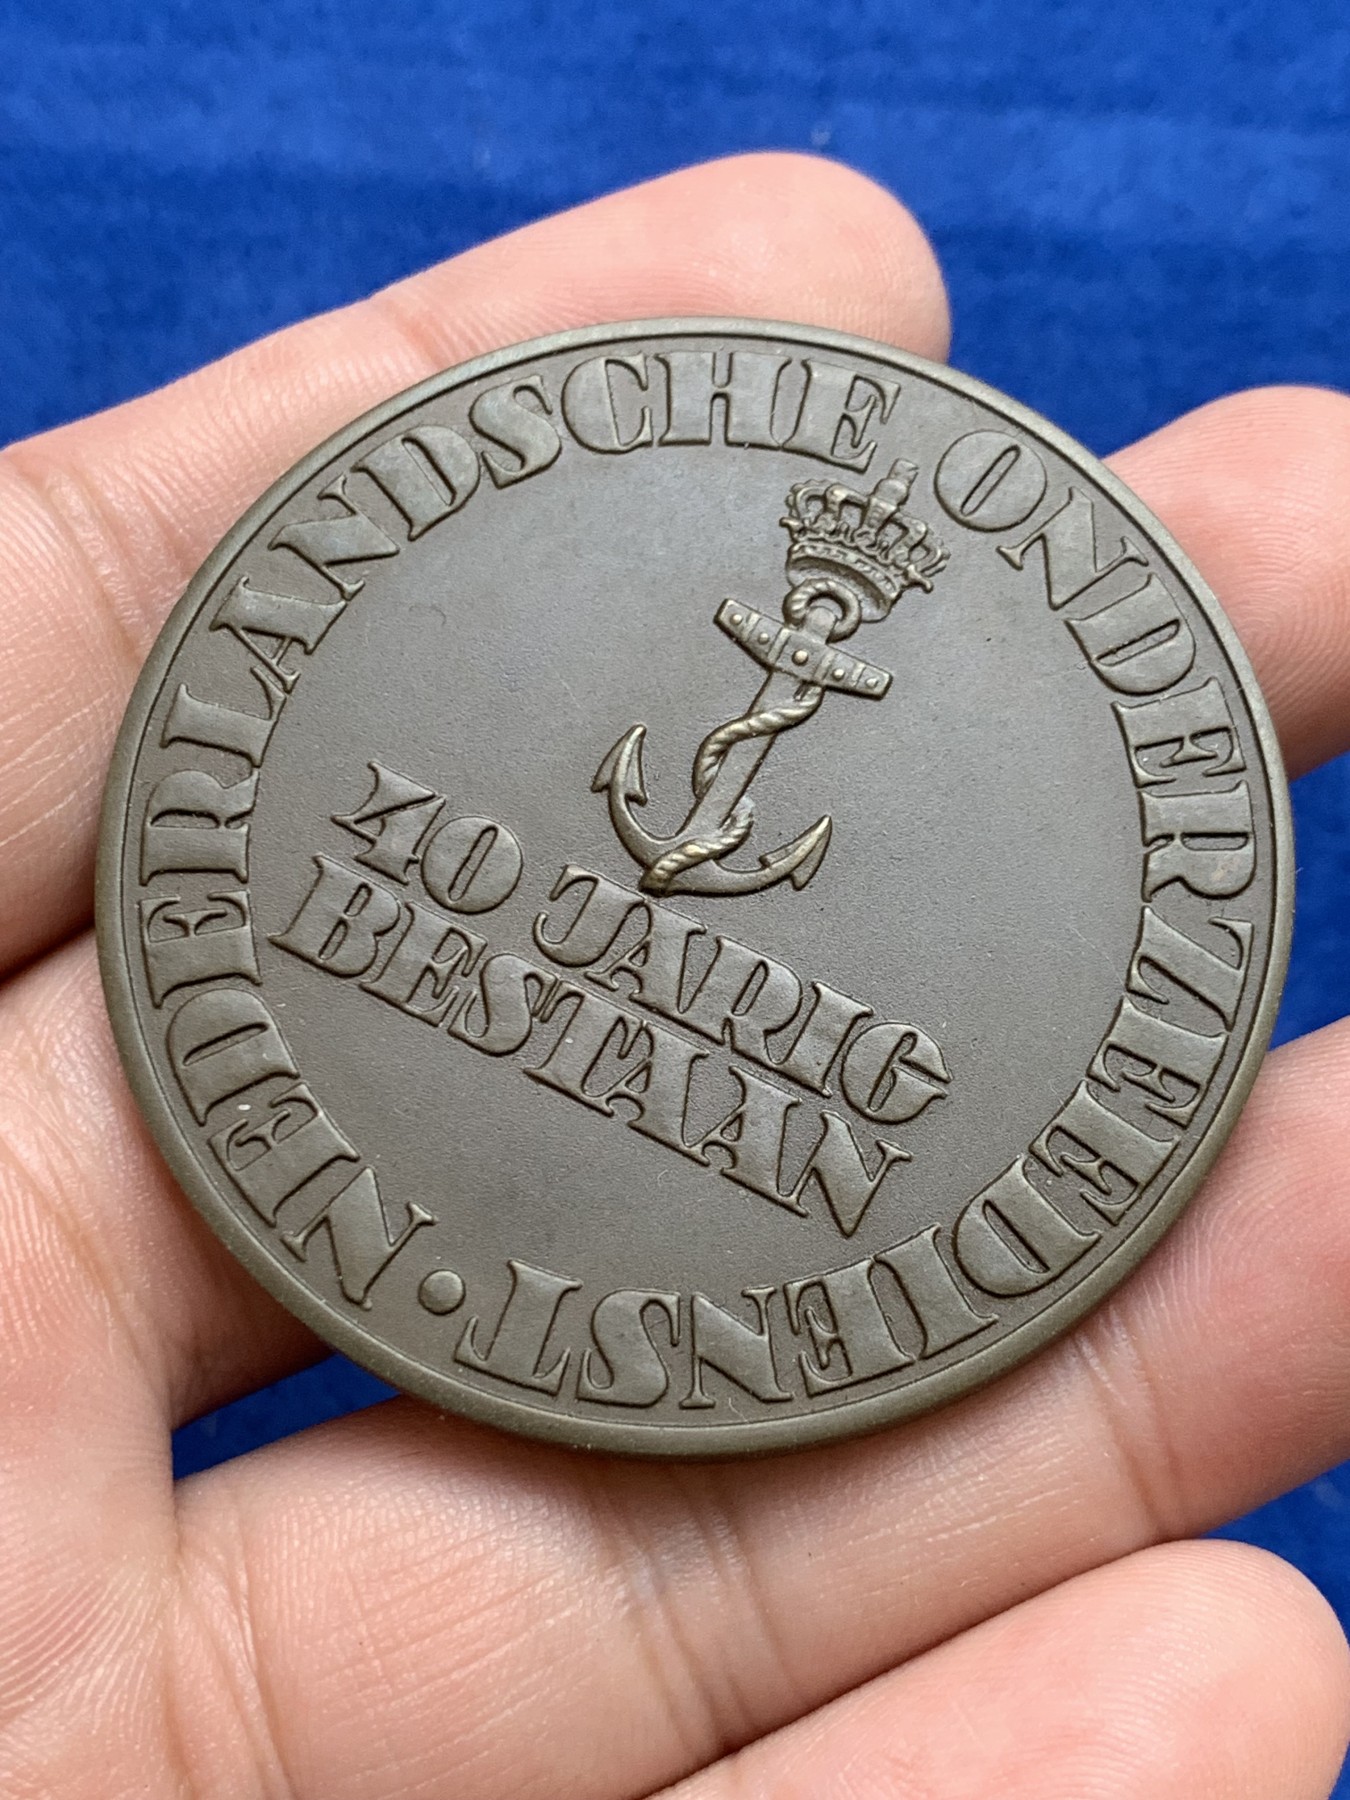 NEDERLANDSCHE ONDERZEEDIENST •
40 JARIG
BESTAAN